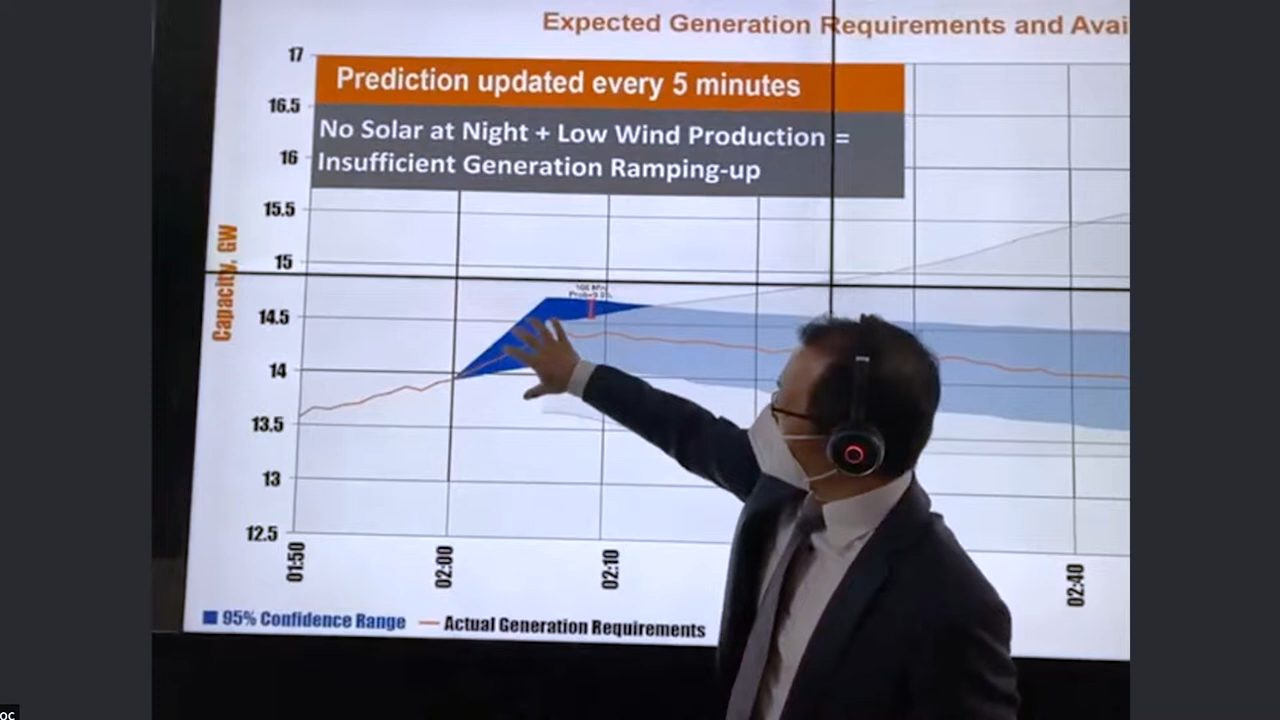 Expected Generation Requirements and Avai
17
Prediction updated every 5 minutes
16.5
No Solar at Night + Low Wind Production =
16
Insufficient Generation Ramping-up
15.5
15
14.5
14
13.5
13
12.5
Capacity, GW
01:50
02:00
02:10
02:40
95% Confidence Range
Actual Generation Requirements
oc